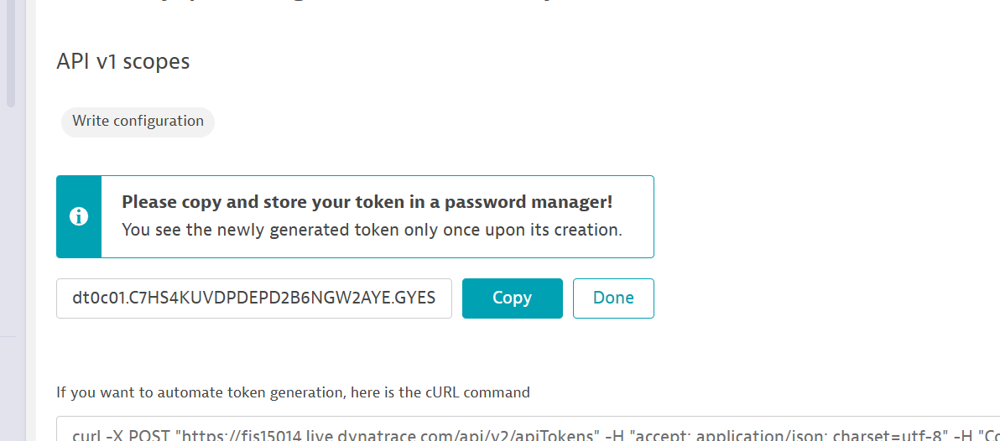 API v1 scopes
Write configuration
Please copy and store your token in a password manager!
You see the newly generated token only once upon its creation.
dt0c01.C7HS4KUVDPDEPD2B6NGW2AYE.GYES
Copy
Done
If you want to automate token generation, here is the cURL command
curl -X POST "https://fis15014.live.dynatrace.com/api/v2/apiTokens" -H "accept: application/json; charset=utf-8" -H "Co